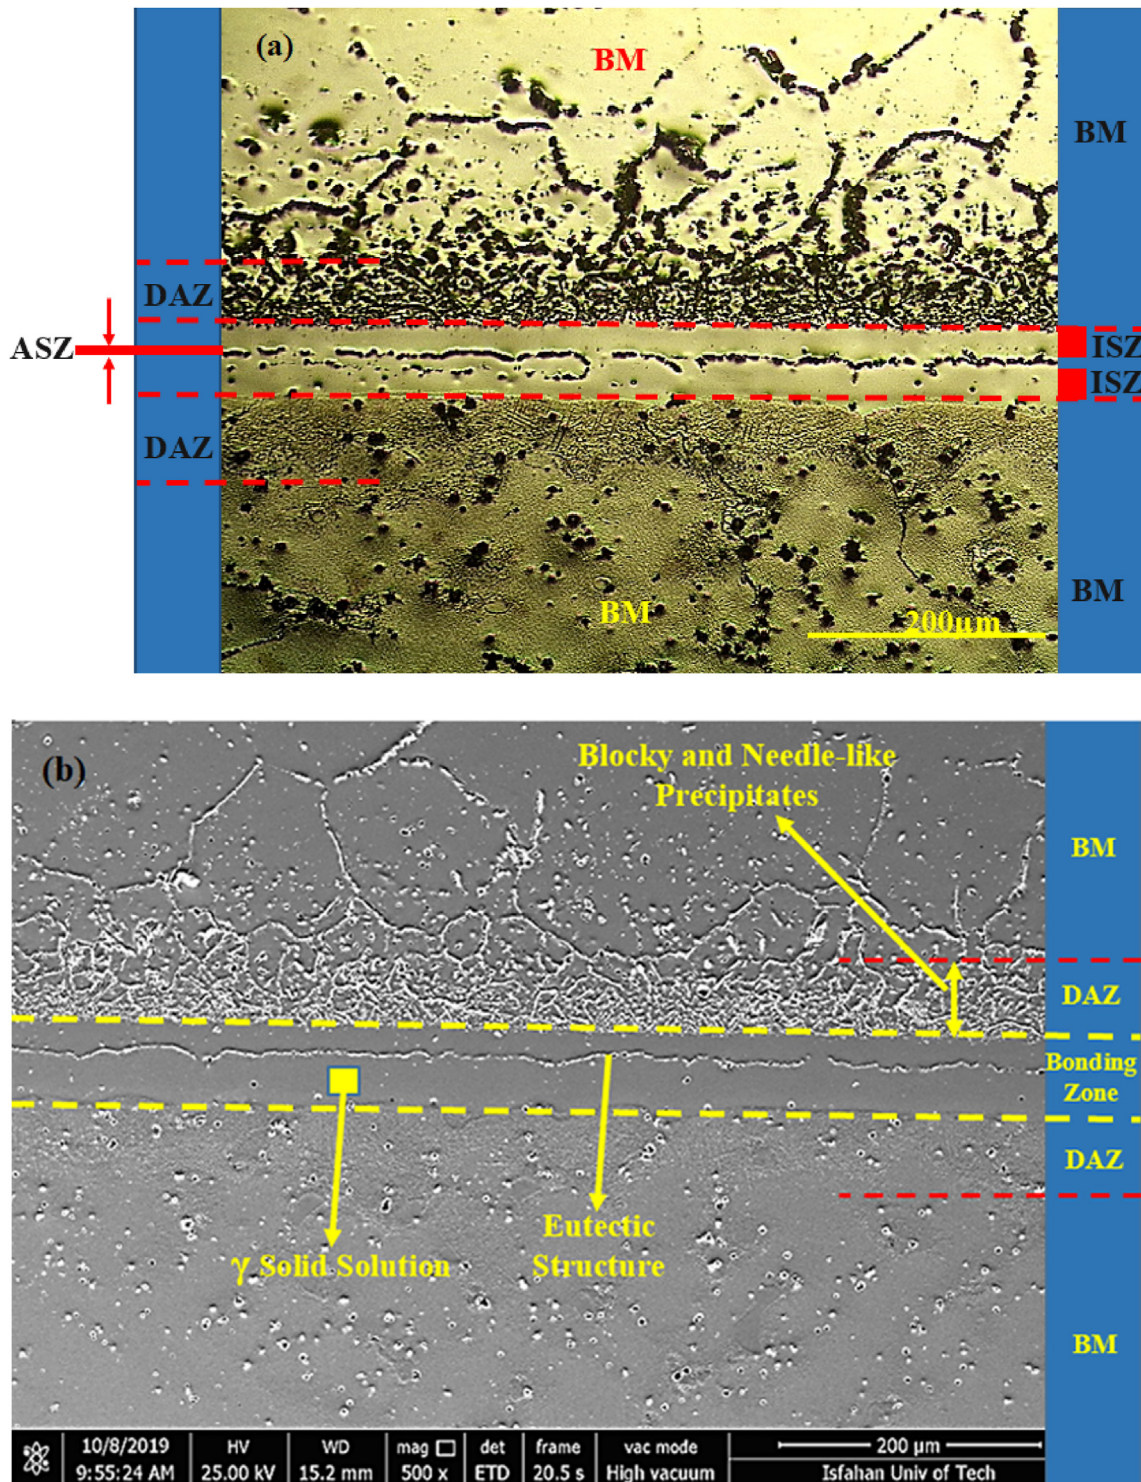 (a)
BM
BM
DAZ
ASZ
ISZ
ISZ
DAZ
BM
BM
200µm
(b)
Blocky and Needle-like
Precipitates
BM
DAZ
Bonding
Zone
DAZ
γ Solid Solution
Eutectic
Structure
BM
10/8/2019 HV WD mag det frame vac mode 200 µm
9:55:24 AM 25.00 kV 15.2 mm 500 x ETD 20.5 s High vacuum Isfahan Univ of Tech